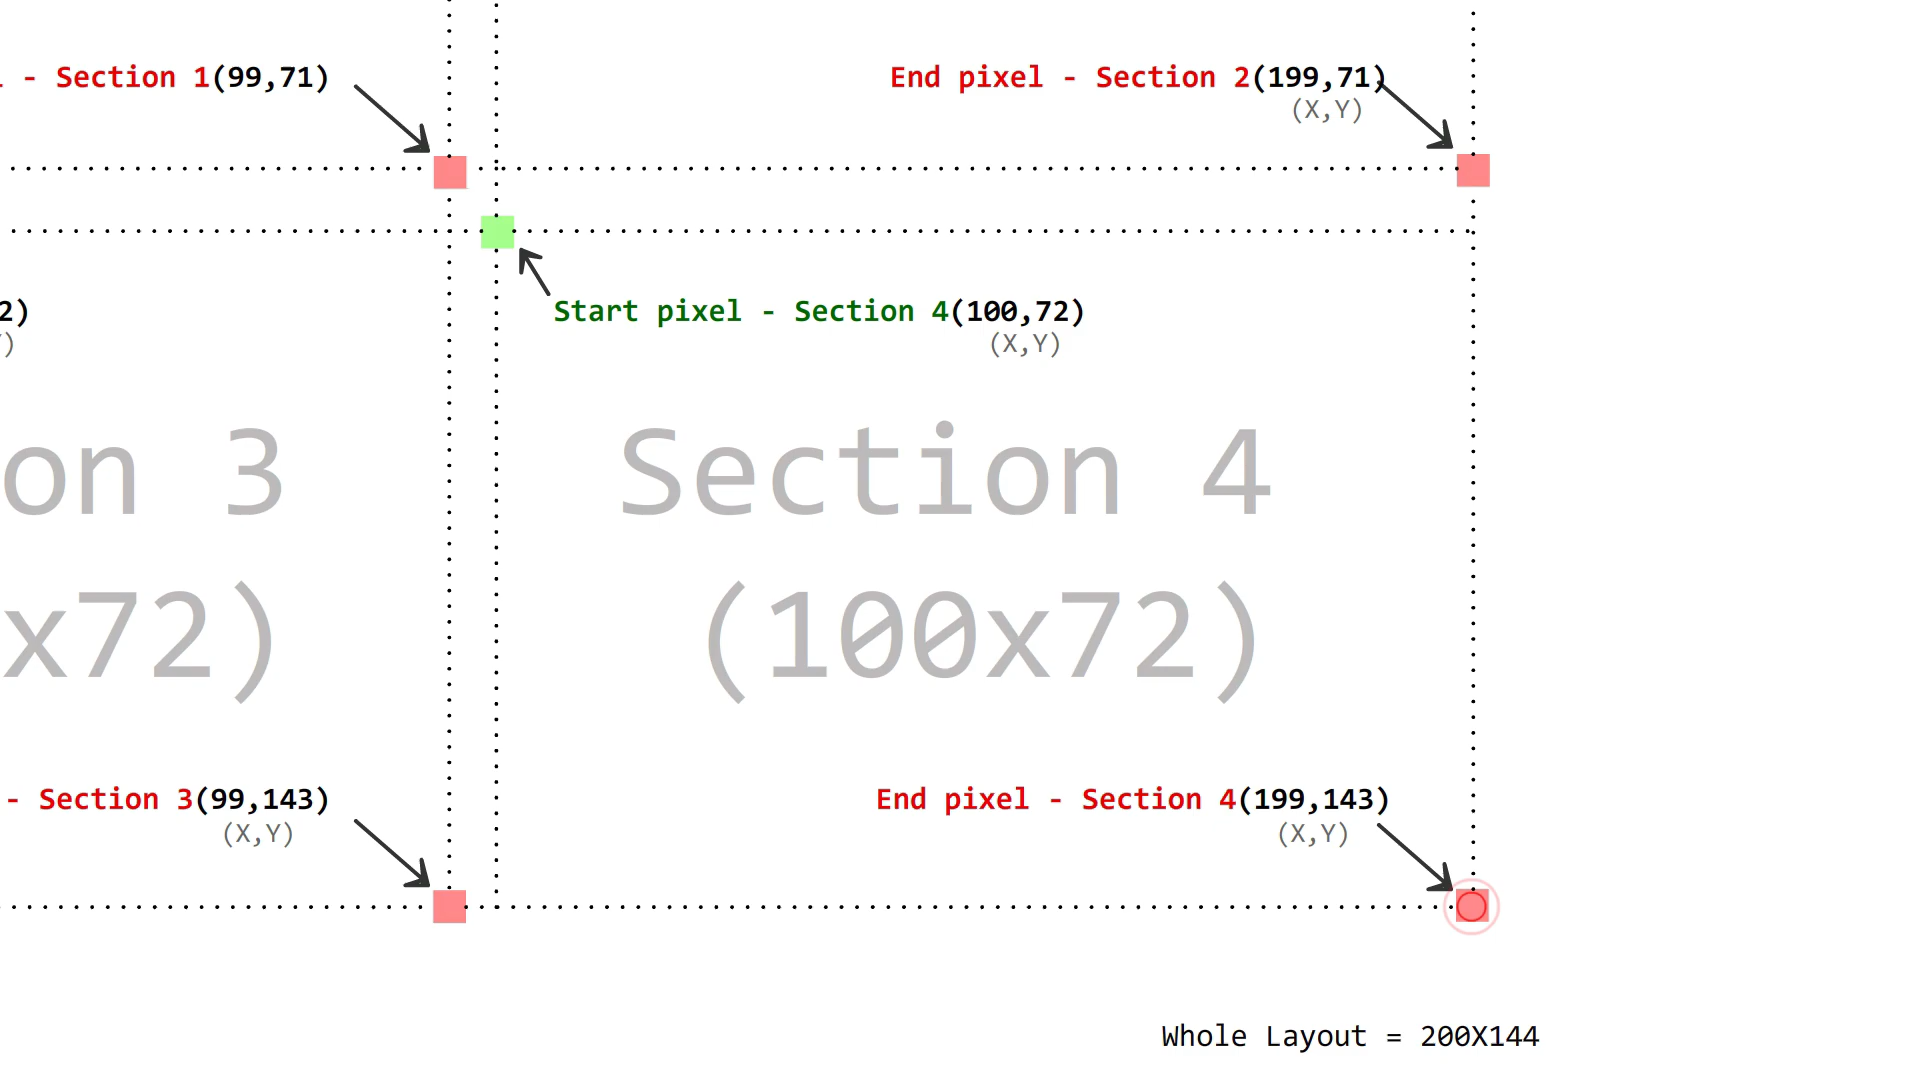 - Section 1(99,71)
End pixel - Section 2(199,71)
(X,Y)
Start pixel - Section 4(100,72)
(X,Y)
2)
)
on 3
x72)
Section 4
(100x72)
- Section 3(99,143)
(X,Y)
End pixel - Section 4(199,143)
(X,Y)
Whole Layout = 200X144